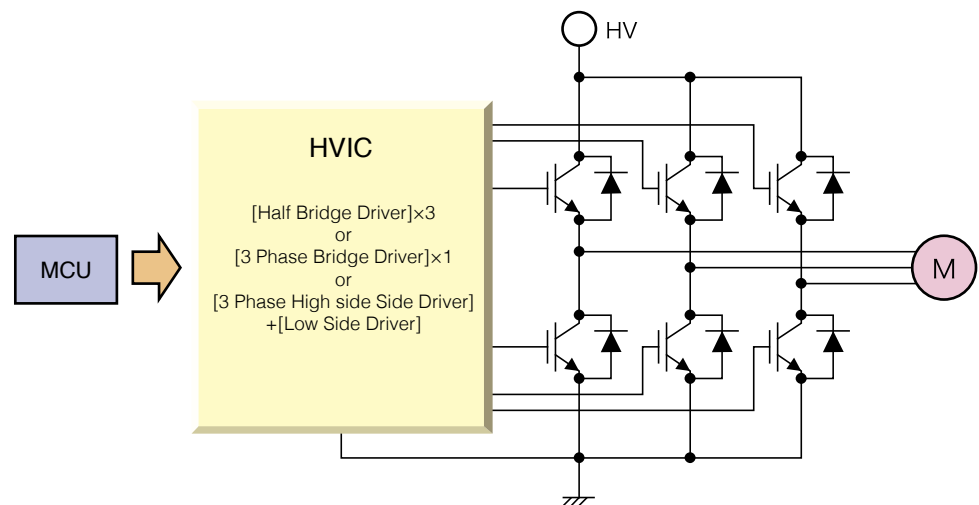 HV
HVIC
[Half Bridge Driver]×3
or
[3 Phase Bridge Driver]×1
or
[3 Phase High side Side Driver]
+[Low Side Driver]
MCU
M